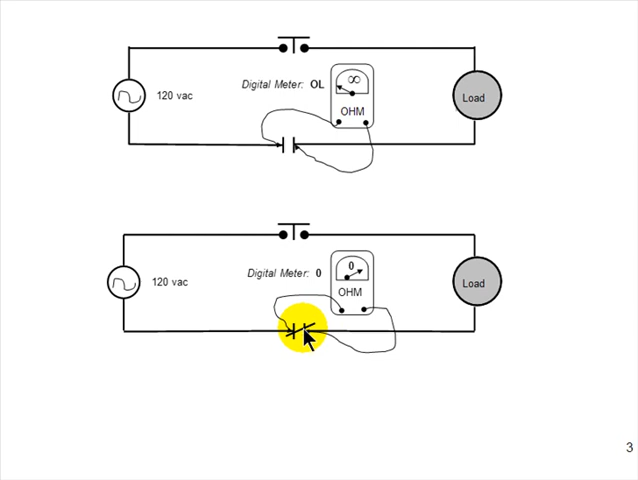 Digital Meter: OL
∞
120 vac
OHM
Load
Digital Meter: 0
0
120 vac
OHM
Load
3